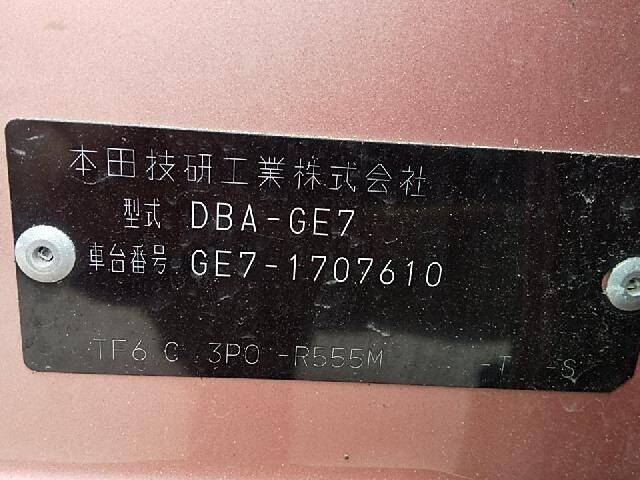 本田技研工業株式会社
型式 DBA-GE7
車台番号 GE7-1707610
TF6 C 3P0 -R555M -T -S